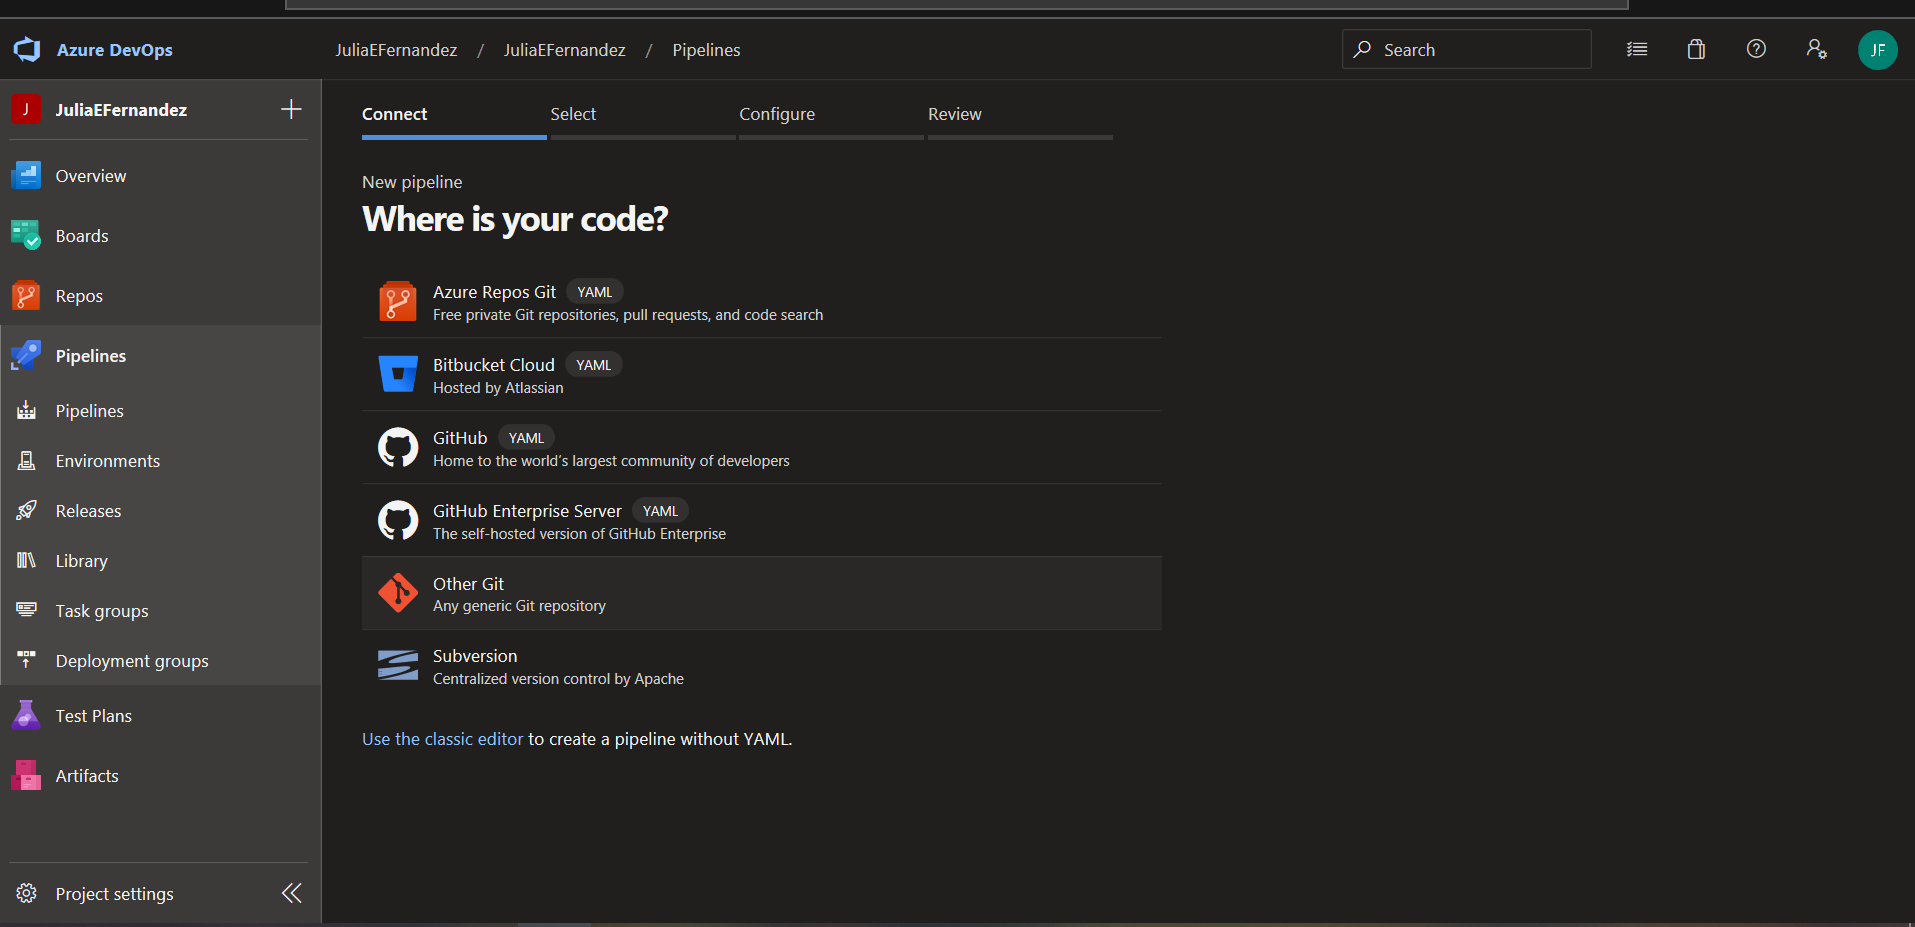 Azure DevOps
JuliaEFernandez / JuliaEFernandez / Pipelines
Search
JF
J JuliaEFernandez
Overview
Boards
Repos
Pipelines
Pipelines
Environments
Releases
Library
Task groups
Deployment groups
Test Plans
Artifacts
Project settings
Connect Select Configure Review
New pipeline
Where is your code?
Azure Repos Git YAML
Free private Git repositories, pull requests, and code search
Bitbucket Cloud YAML
Hosted by Atlassian
GitHub YAML
Home to the world's largest community of developers
GitHub Enterprise Server YAML
The self-hosted version of GitHub Enterprise
Other Git
Any generic Git repository
Subversion
Centralized version control by Apache
Use the classic editor to create a pipeline without YAML.